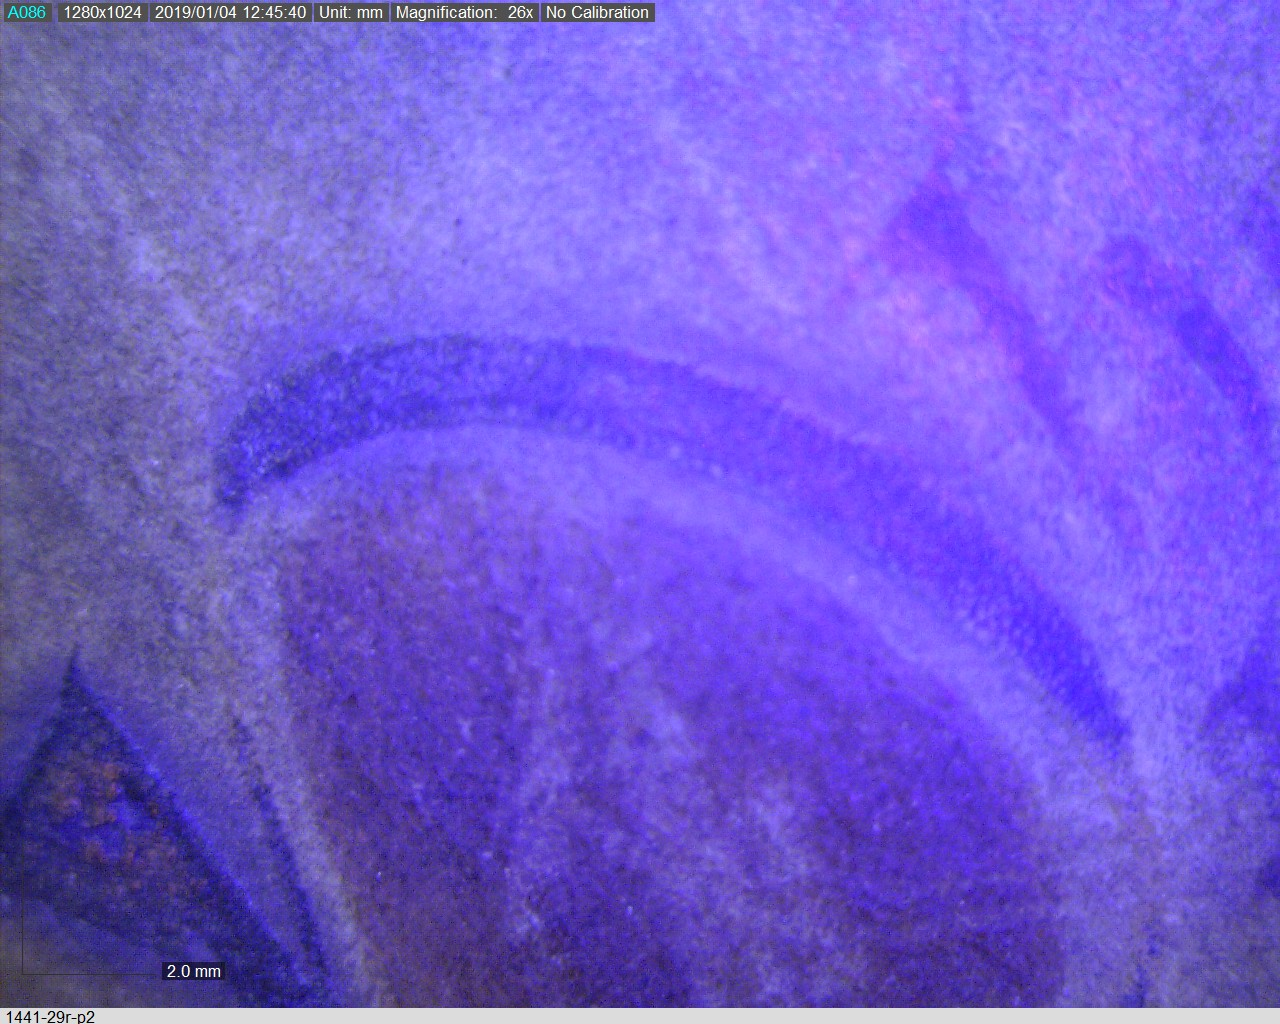 A086 1280x1024 2019/01/04 12:45:40 Unit: mm Magnification: 26x No Calibration
2.0 mm
1441-29r-p2